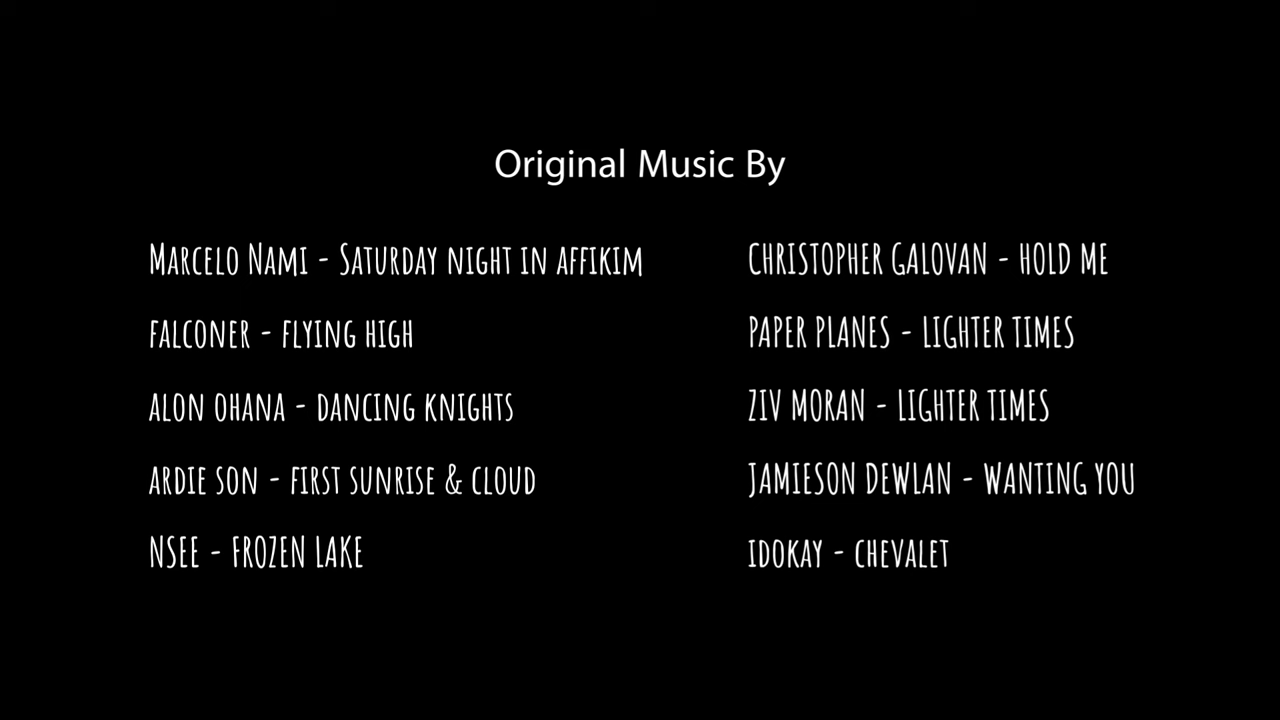 Original Music By
Marcelo Nami - Saturday night in affikim
falconer - flying high
alon ohana - dancing knights
ardie son - first sunrise & cloud
NSEE - FROZEN LAKE
CHRISTOPHER GALOVAN - HOLD ME
PAPER PLANES - LIGHTER TIMES
ZIV MORAN - LIGHTER TIMES
JAMIESON DEWLAN - WANTING YOU
idokay - chevalet